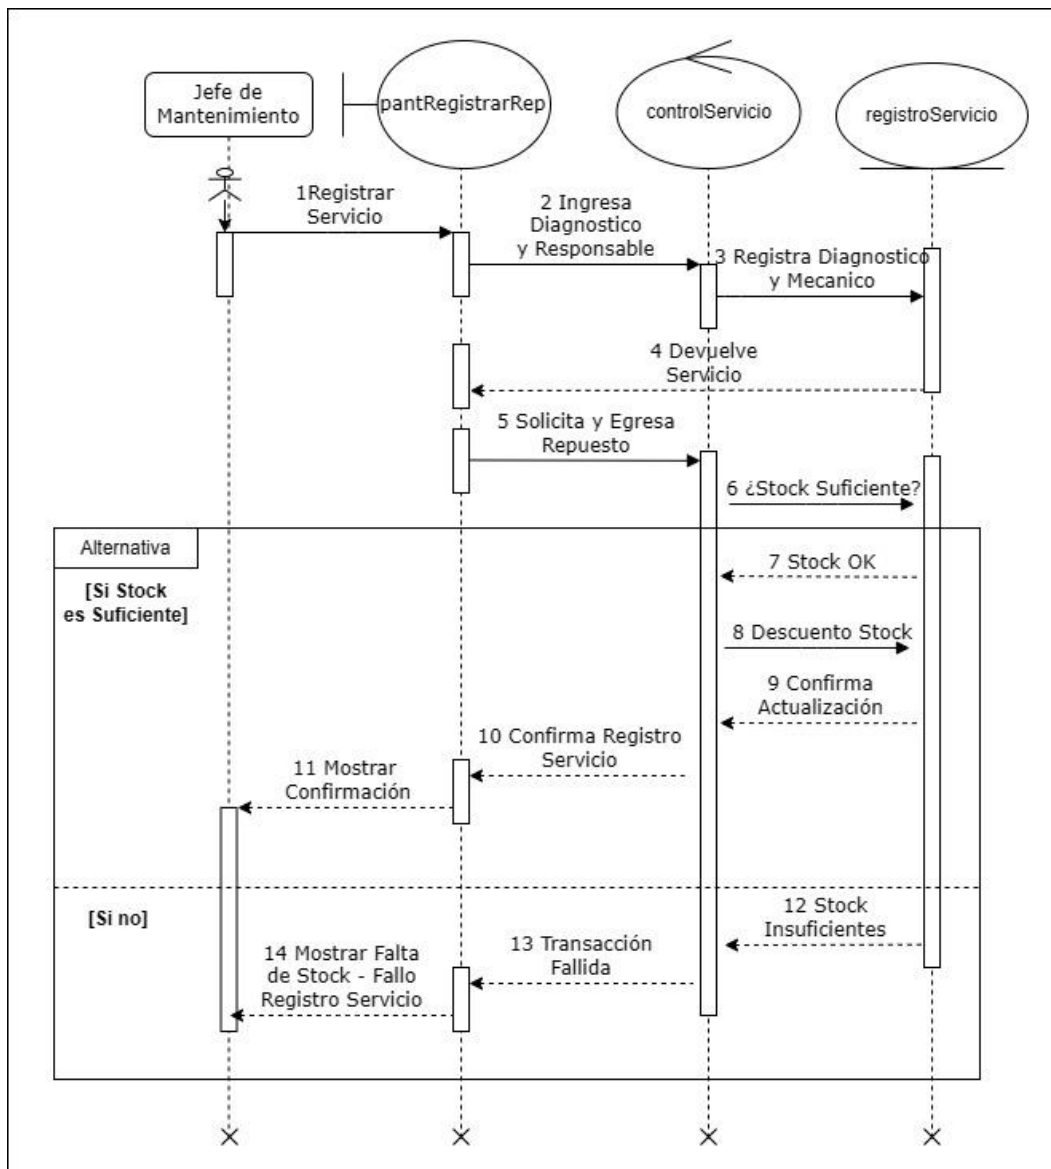 Jefe de
Mantenimiento
pantRegistrarRep
controlServicio
registroServicio
1Registrar
Servicio
2 Ingresa
Diagnostico
y Responsable
3 Registra Diagnostico
y Mecanico
4 Devuelve
Servicio
5 Solicita y Egresa
Repuesto
6 ¿Stock Suficiente?
Alternativa
[Si Stock
es Suficiente]
7 Stock OK
8 Descuento Stock
9 Confirma
Actualización
10 Confirma Registro
Servicio
11 Mostrar
Confirmación
[Si no]
12 Stock
Insuficientes
13 Transacción
Fallida
14 Mostrar Falta
de Stock - Fallo
Registro Servicio